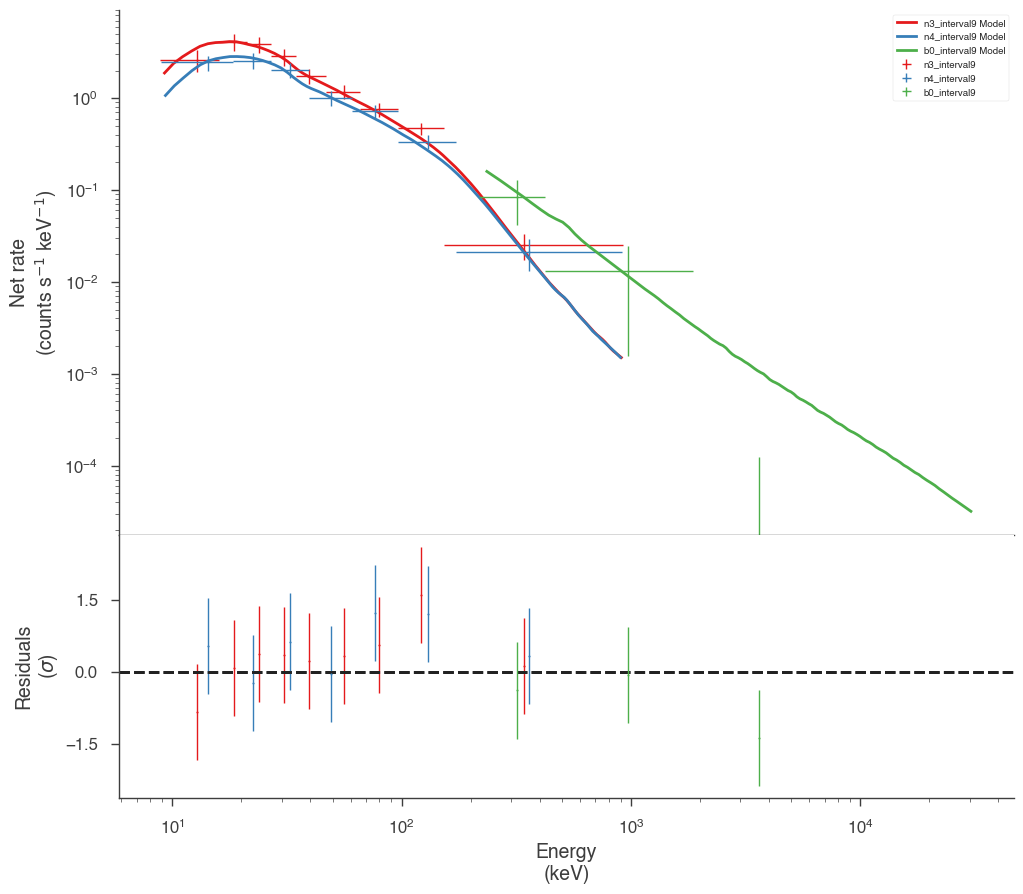 n3_interval9 Model
n4_interval9 Model
b0_interval9 Model
n3_interval9
n4_interval9
b0_interval9
Net rate
(counts s⁻¹ keV⁻¹)
10⁰
10⁻¹
10⁻²
10⁻³
10⁻⁴
Residuals
(σ)
1.5
0.0
−1.5
10¹
10²
10³
10⁴
Energy
(keV)